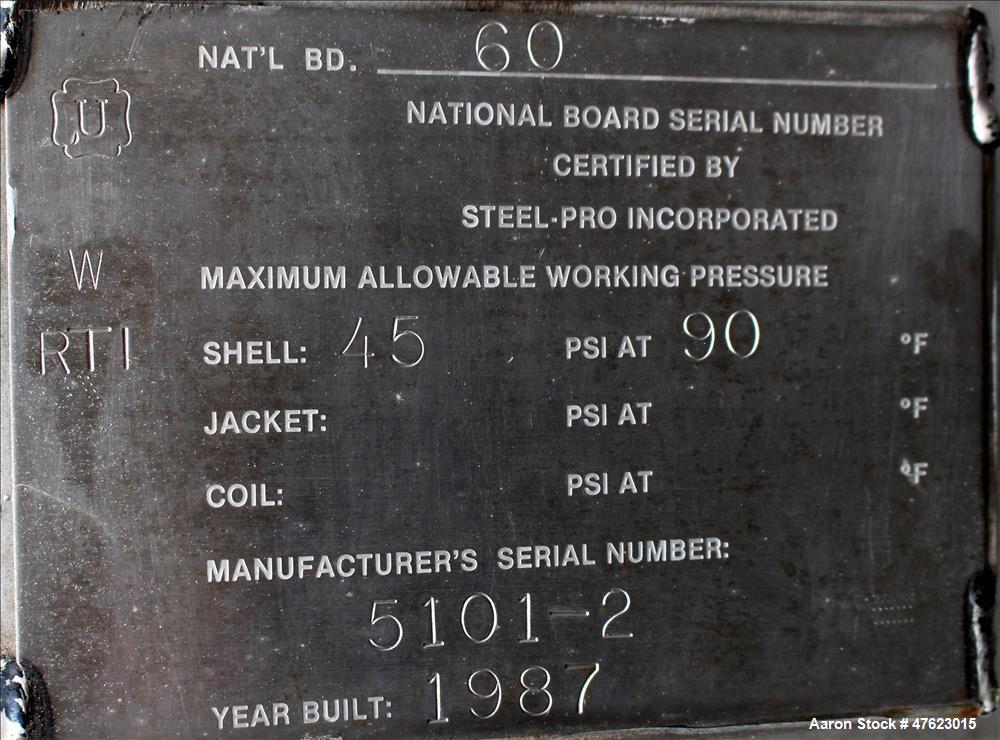 NAT'L BD. 60
U
NATIONAL BOARD SERIAL NUMBER
CERTIFIED BY
STEEL-PRO INCORPORATED
W
MAXIMUM ALLOWABLE WORKING PRESSURE
RT1 SHELL: 45 PSI AT 90 °F
JACKET: PSI AT °F
COIL: PSI AT °F
MANUFACTURER'S SERIAL NUMBER:
5101-2
YEAR BUILT: 1987
Aaron Stock # 47623015